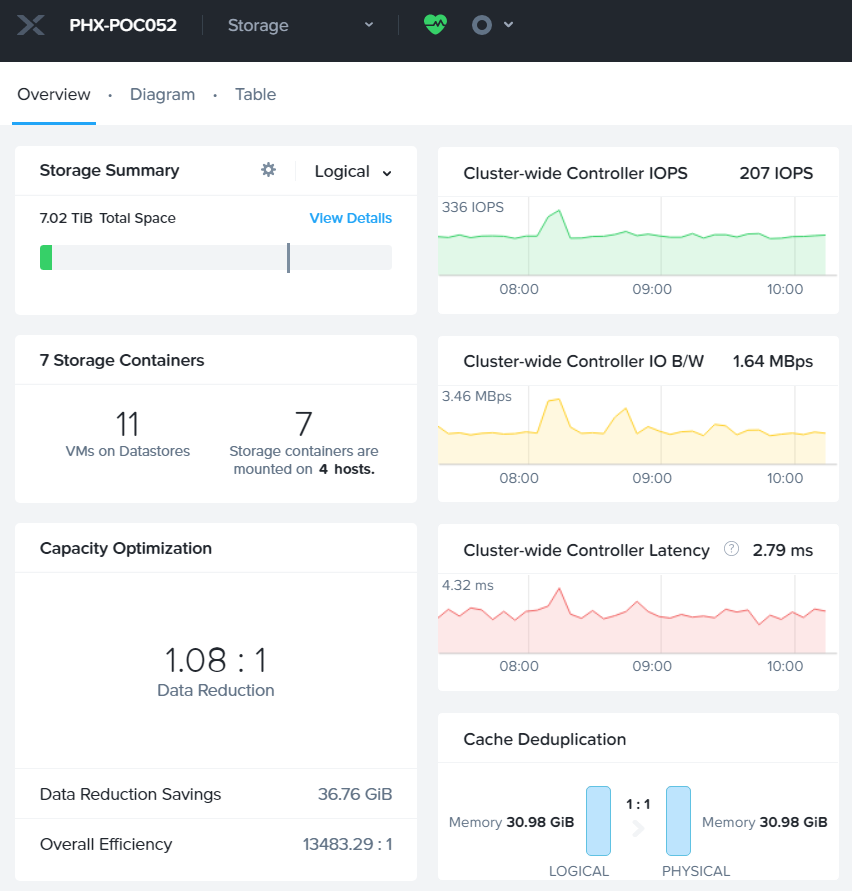 PHX-POC052 Storage
Overview · Diagram · Table
Storage Summary Logical
7.02 TiB Total Space View Details
7 Storage Containers
11
VMs on Datastores
7
Storage containers are
mounted on 4 hosts.
Capacity Optimization
1.08 : 1
Data Reduction
Data Reduction Savings 36.76 GiB
Overall Efficiency 13483.29 : 1
Cluster-wide Controller IOPS 207 IOPS
336 IOPS
08:00 09:00 10:00
Cluster-wide Controller IO B/W 1.64 MBps
3.46 MBps
08:00 09:00 10:00
Cluster-wide Controller Latency ? 2.79 ms
4.32 ms
08:00 09:00 10:00
Cache Deduplication
1 : 1
Memory 30.98 GiB Memory 30.98 GiB
LOGICAL PHYSICAL